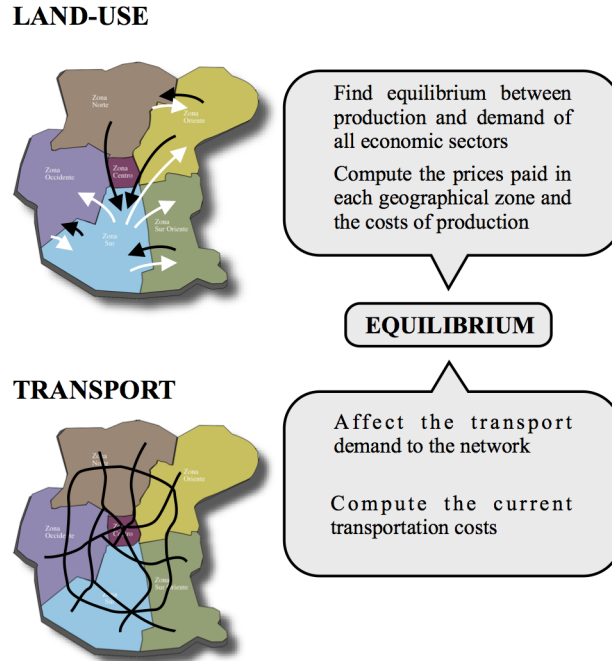 LAND-USE
Zona
Norte
Zona
Oriente
Zona
Occidente
Zona
Centro
Zona
Sur
Zona
Sur Oriente
Find equilibrium between
production and demand of
all economic sectors
Compute the prices paid in
each geographical zone and
the costs of production
EQUILIBRIUM
TRANSPORT
Zona
Zona
Oriente
Zona
Occidente
Zona
Sur Oriente
Affect the transport
demand to the network
Compute the current
transportation costs